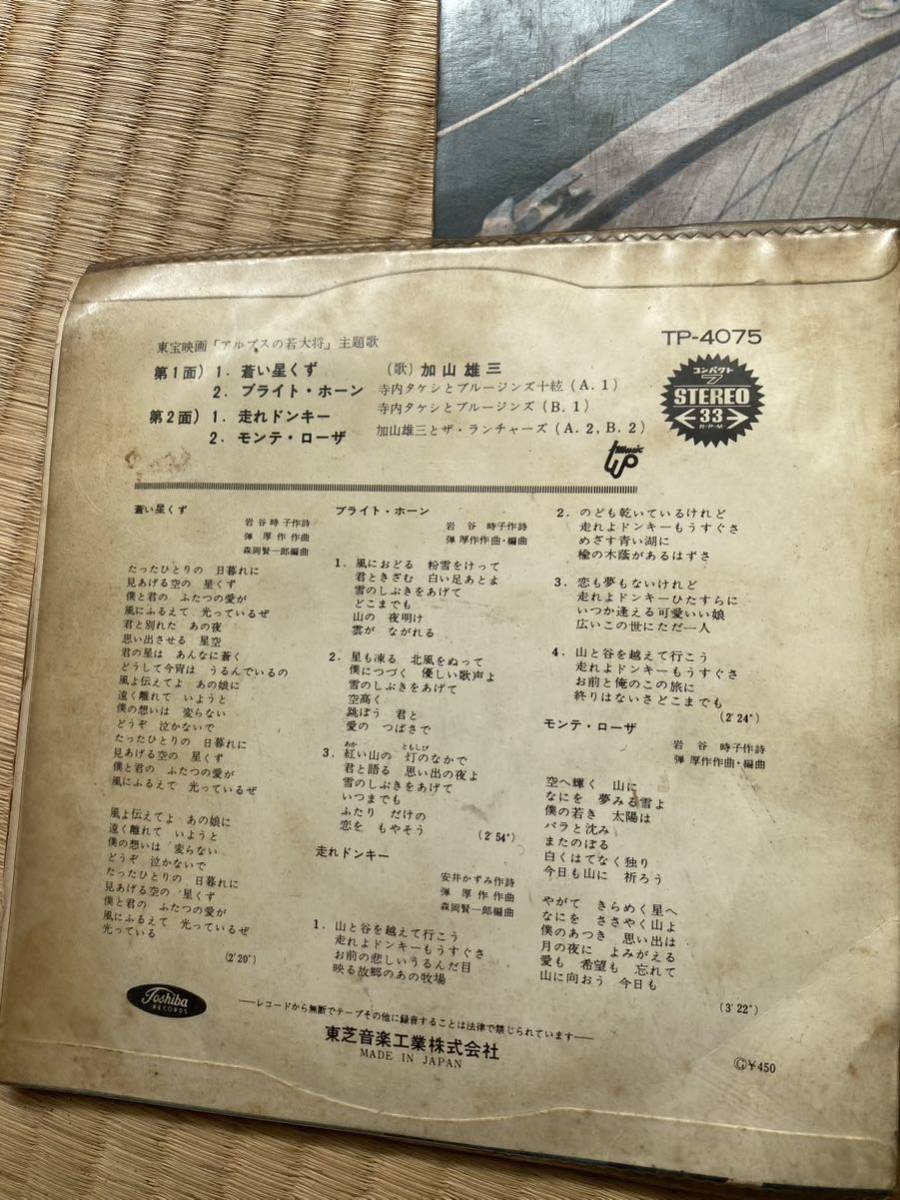 東宝映画「アルプスの若大将」主題歌
TP-4075
第1面) 1. 蒼い星くず (歌) 加山雄三
2. ブライト・ホーン 寺内タケシとブルージンズ十絃 (A.1)
第2面) 1. 走れドンキー 寺内タケシとブルージンズ (B.1)
2. モンテ・ローザ 加山雄三とザ・ランチャーズ (A.2, B.2)
コンパクト
7
STEREO
33
R·P·M
蒼い星くず
岩谷時子作詩
弾厚作作曲
森岡賢一郎編曲
たったひとりの 日暮れに
見あげる空の 星くず
僕と君の ふたつの愛が
風にふるえて 光っているぜ
君と別れた あの夜
思い出させる 星空
君の星は あんなに蒼く
どうして今宵は うるんでいるの
風よ伝えてよ あの娘に
遠く離れて いようと
僕の想いは 変らない
どうぞ 泣かないで
たったひとりの 日暮れに
見あげる空の 星くず
僕と君の ふたつの愛が
風にふるえて 光っているぜ
風よ伝えてよ あの娘に
遠く離れて いようと
僕の想いは 変らない
どうぞ 泣かないで
たったひとりの 日暮れに
見あげる空の 星くず
僕と君の ふたつの愛が
風にふるえて 光っているぜ
光っている
(2'20")
ブライト・ホーン
岩谷時子作詩
弾厚作作曲・編曲
1. 風におどる 粉雪をけって
君ときざむ 白い足あとよ
雪のしぶきをあげて
どこまでも
山の 夜明け
雲が ながれる
2. 星も凍る 北風をぬって
僕につづく 優しい歌声よ
雪のしぶきをあげて
空高く
跳ぼう 君と
愛の つばさで
あか ともしび
3. 紅い山の 灯のなかで
君と語る 思い出の夜よ
雪のしぶきをあげて
いつまでも
ふたり だけの
恋を もやそう
(2'54")
走れドンキー
安井かずみ作詩
弾厚作作曲
森岡賢一郎編曲
1. 山と谷を越えて行こう
走れよドンキーもうすぐさ
お前の悲しいうるんだ目
映る故郷のあの牧場
2. のども乾いているけれど
走れよドンキーもうすぐさ
めざす青い湖に
楡の木蔭があるはずさ
3. 恋も夢もないけれど
走れよドンキーひたすらに
いつか逢える可愛いい娘
広いこの世にただ一人
4. 山と谷を越えて行こう
走れよドンキーもうすぐさ
お前と俺のこの旅に
終りはないさどこまでも
(2'24")
モンテ・ローザ
岩谷時子作詩
弾厚作作曲・編曲
空へ輝く 山に
なにを 夢みる雪よ
僕の若き 太陽は
バラと沈み
またのぼる
白くはてなく独り
今日も山に 祈ろう
やがて きらめく星へ
なにを ささやく山よ
僕のあつき 思い出は
月の夜に よみがえる
愛も 希望も 忘れて
山に向おう 今日も
(3'22")
Toshiba
RECORDS
—レコードから無断でテープその他に録音することは法律で禁じられています—
東芝音楽工業株式会社
MADE IN JAPAN
Ⓖ¥450